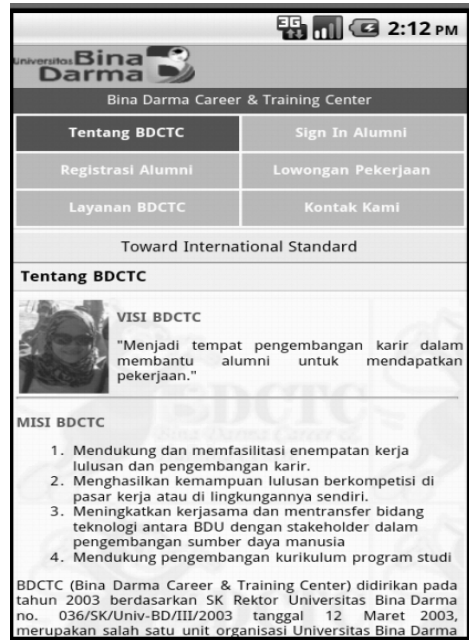 3G 2:12 PM
Universitas Bina
Darma
Bina Darma Career & Training Center
Tentang BDCTC Sign In Alumni
Registrasi Alumni Lowongan Pekerjaan
Layanan BDCTC Kontak Kami
Toward International Standard
Tentang BDCTC
VISI BDCTC
"Menjadi tempat pengembangan karir dalam
membantu alumni untuk mendapatkan
pekerjaan."
BDCTC
Bina Darma Career &
MISI BDCTC
1. Mendukung dan memfasilitasi enempatan kerja
lulusan dan pengembangan karir.
2. Menghasilkan kemampuan lulusan berkompetisi di
pasar kerja atau di lingkungannya sendiri.
3. Meningkatkan kerjasama dan mentransfer bidang
teknologi antara BDU dengan stakeholder dalam
pengembangan sumber daya manusia
4. Mendukung pengembangan kurikulum program studi
BDCTC (Bina Darma Career & Training Center) didirikan pada
tahun 2003 berdasarkan SK Rektor Universitas Bina Darma
no. 036/SK/Univ-BD/III/2003 tanggal 12 Maret 2003,
merupakan salah satu unit organisasi Universitas Bina Darma